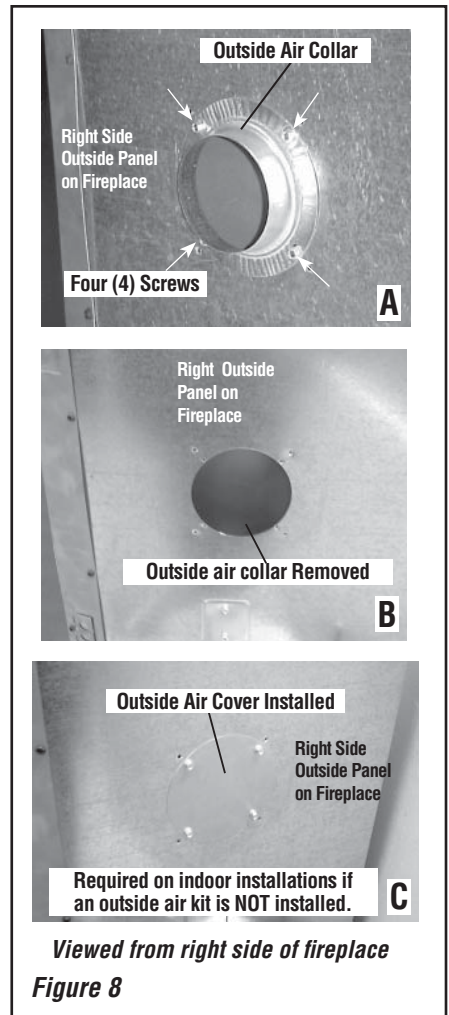 Outside Air Collar
Right Side
Outside Panel
on Fireplace
Four (4) Screws
A
Right Outside
Panel on
Fireplace
Outside air collar Removed
B
Outside Air Cover Installed
Right Side
Outside Panel
on Fireplace
Required on indoor installations if
an outside air kit is NOT installed.
C
Viewed from right side of fireplace
Figure 8